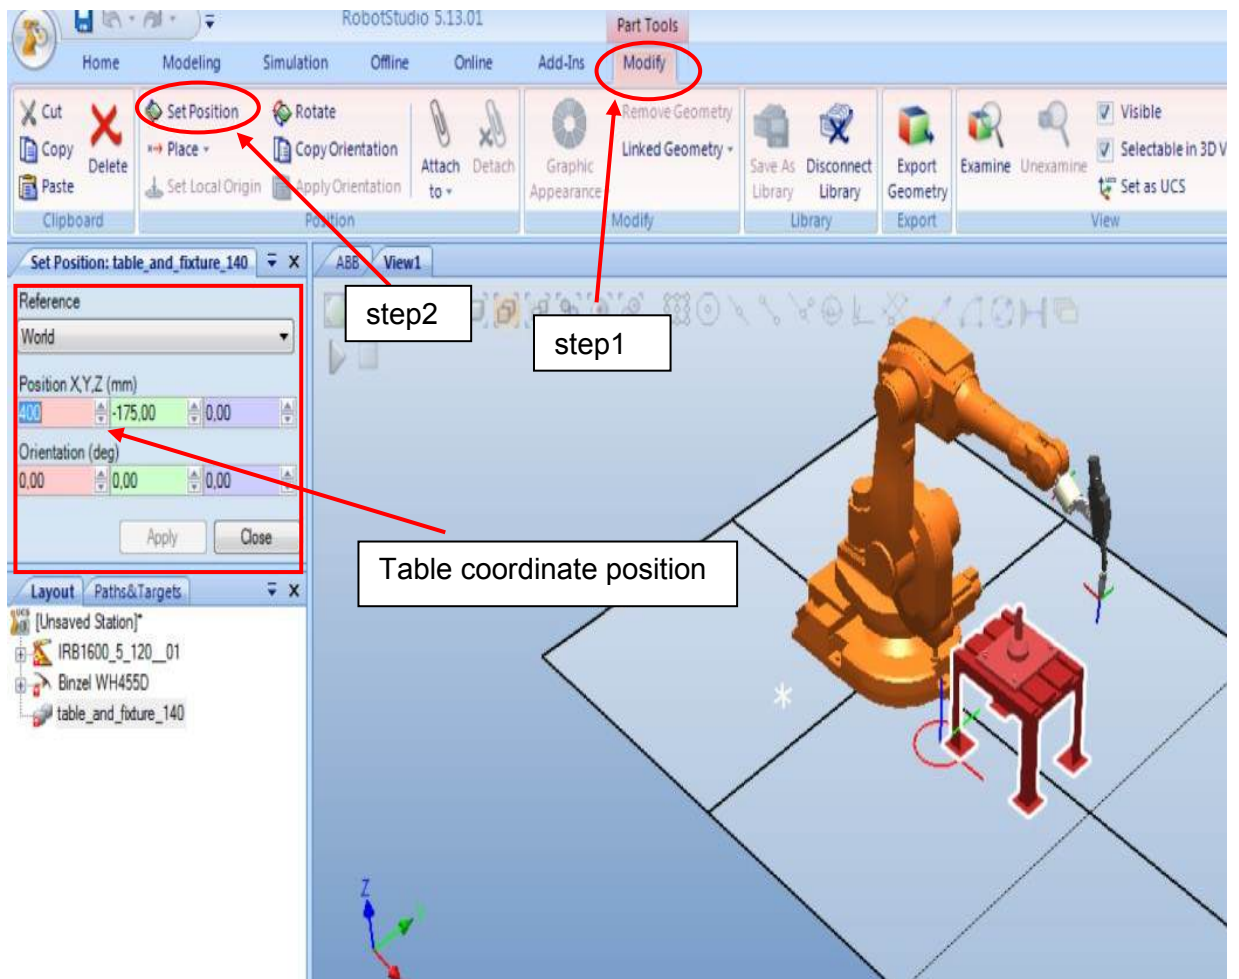 RobotStudio 5.13.01
Part Tools
Home Modeling Simulation Offline Online Add-Ins Modify
Cut
Copy
Paste
Delete
Clipboard
Set Position
Place
Set Local Origin
Rotate
Copy Orientation
Apply Orientation
Attach to
Detach
Position
Graphic Appearance
Remove Geometry
Linked Geometry
Modify
Save As Library
Disconnect Library
Library
Export Geometry
Export
Examine
Unexamine
Visible
Selectable in 3D V
Set as UCS
View
Set Position: table_and_fixture_140
Reference
World
Position X,Y,Z (mm)
400 -175,00 0,00
Orientation (deg)
0,00 0,00 0,00
Apply Close
ABB View1
step2
step1
Table coordinate position
Layout Paths&Targets
UCS
[Unsaved Station]*
IRB1600_5_120__01
Binzel WH455D
table_and_fixture_140
Z